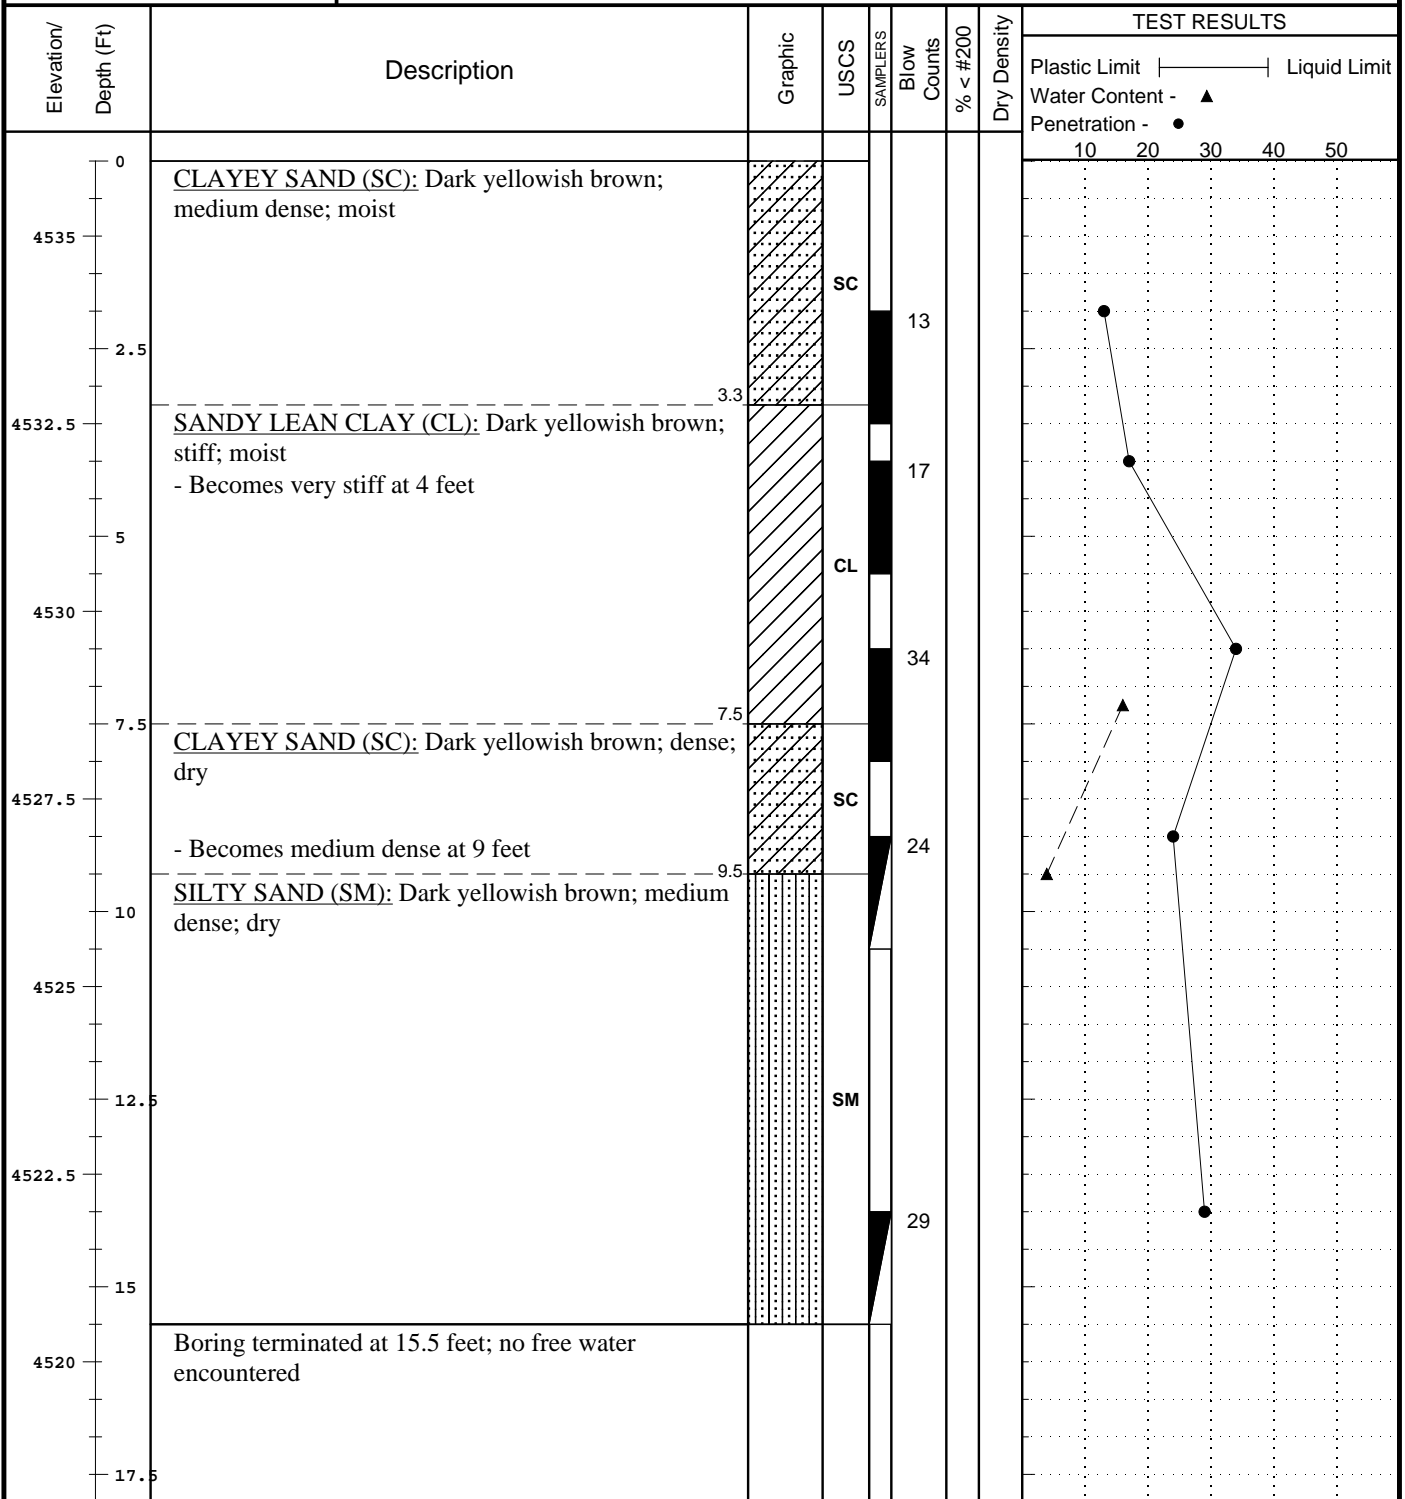 Elevation/
Depth (Ft)
Description
Graphic
USCS
SAMPLERS
Blow
Counts
% < #200
Dry Density
TEST RESULTS
Plastic Limit
Liquid Limit
Water Content -
Penetration -
10 20 30 40 50
0
CLAYEY SAND (SC): Dark yellowish brown;
medium dense; moist
4535
SC
13
2.5
3.3
4532.5
SANDY LEAN CLAY (CL): Dark yellowish brown;
stiff; moist
- Becomes very stiff at 4 feet
17
5
CL
4530
34
7.5
7.5
CLAYEY SAND (SC): Dark yellowish brown; dense;
dry
4527.5
SC
- Becomes medium dense at 9 feet
24
9.5
SILTY SAND (SM): Dark yellowish brown; medium
dense; dry
10
4525
12.5
SM
4522.5
29
15
Boring terminated at 15.5 feet; no free water
encountered
4520
17.5